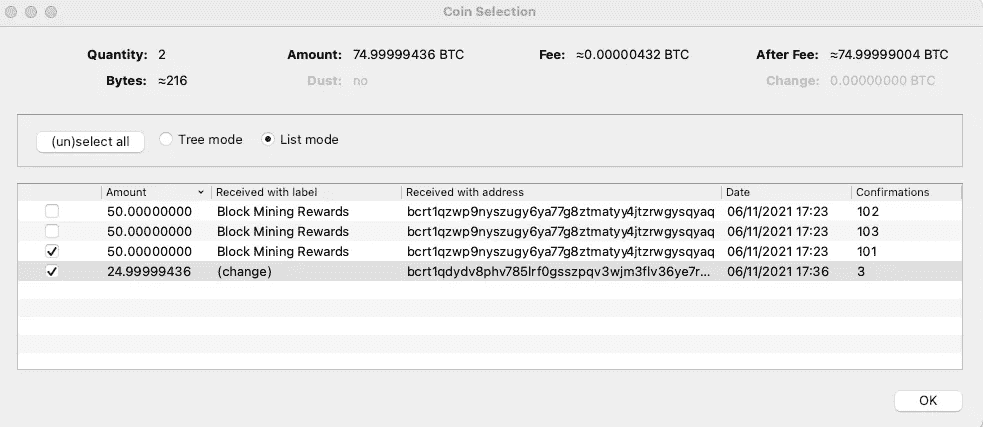 Coin Selection
Quantity: 2 Amount: 74.99999436 BTC Fee: ≈0.00000432 BTC After Fee: ≈74.99999004 BTC
Bytes: ≈216 Dust: no Change: 0.00000000 BTC
(un)select all Tree mode List mode
Amount Received with label Received with address Date Confirmations
50.00000000 Block Mining Rewards bcrt1qzwp9nyszugy6ya77g8ztmatyy4jtzrwgysqyaq 06/11/2021 17:23 102
50.00000000 Block Mining Rewards bcrt1qzwp9nyszugy6ya77g8ztmatyy4jtzrwgysqyaq 06/11/2021 17:23 103
50.00000000 Block Mining Rewards bcrt1qzwp9nyszugy6ya77g8ztmatyy4jtzrwgysqyaq 06/11/2021 17:23 101
24.99999436 (change) bcrt1qdydv8phv785lrf0gsszpqv3wjm3flv36ye7r... 06/11/2021 17:36 3
OK